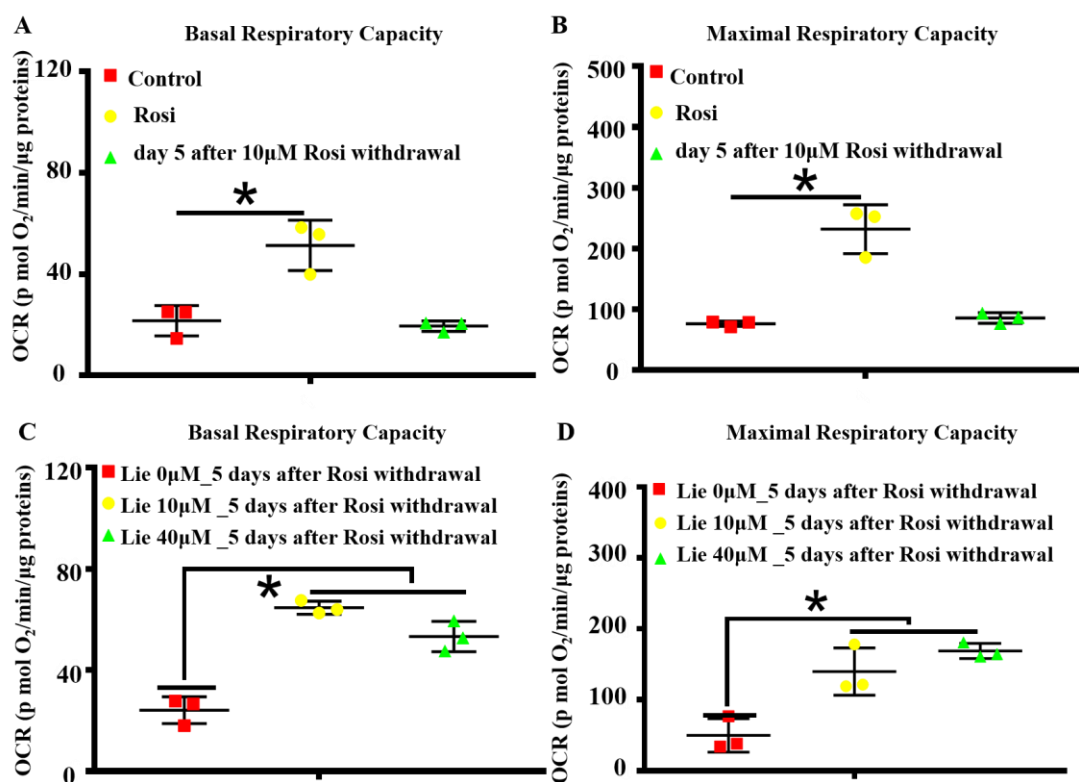 A
Basal Respiratory Capacity
OCR (p mol O₂/min/µg proteins)
120
80
40
0
Control
Rosi
day 5 after 10µM Rosi withdrawal
*
B
Maximal Respiratory Capacity
OCR (p mol O₂/min/µg proteins)
500
400
300
200
100
0
Control
Rosi
day 5 after 10µM Rosi withdrawal
*
C
Basal Respiratory Capacity
OCR (p mol O₂/min/µg proteins)
120
80
40
0
Lie 0µM_5 days after Rosi withdrawal
Lie 10µM _5 days after Rosi withdrawal
Lie 40µM _5 days after Rosi withdrawal
*
D
Maximal Respiratory Capacity
OCR (p mol O₂/min/µg proteins)
400
300
200
100
0
Lie 0µM_5 days after Rosi withdrawal
Lie 10µM _5 days after Rosi withdrawal
Lie 40µM _5 days after Rosi withdrawal
*